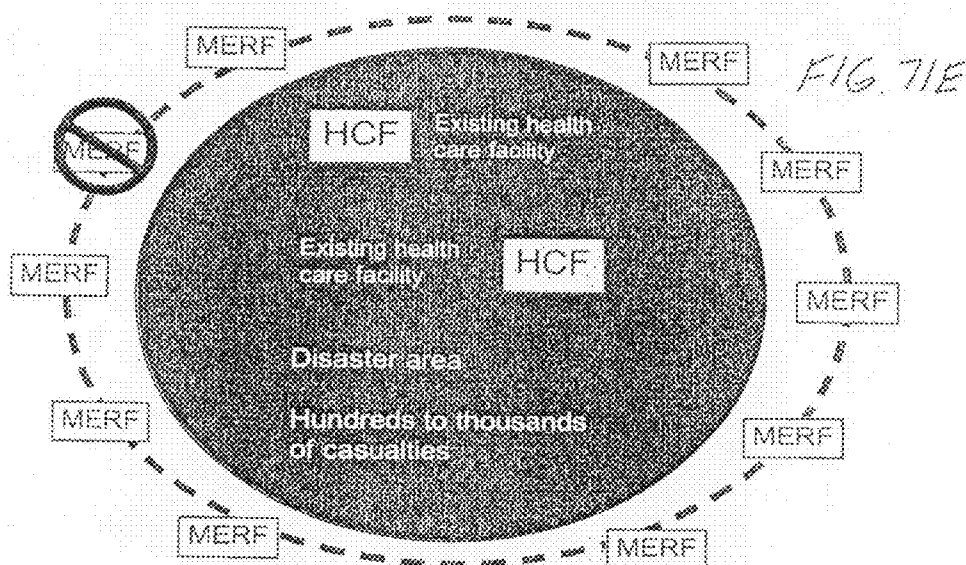 MERF
MERF
FIG. 71E
HCF
Existing health
care facility
MERF
MERF
Existing health
care facility
HCF
MERF
MERF
Disaster area
Hundreds to thousands
of casualties
MERF
MERF
MERF
MERF